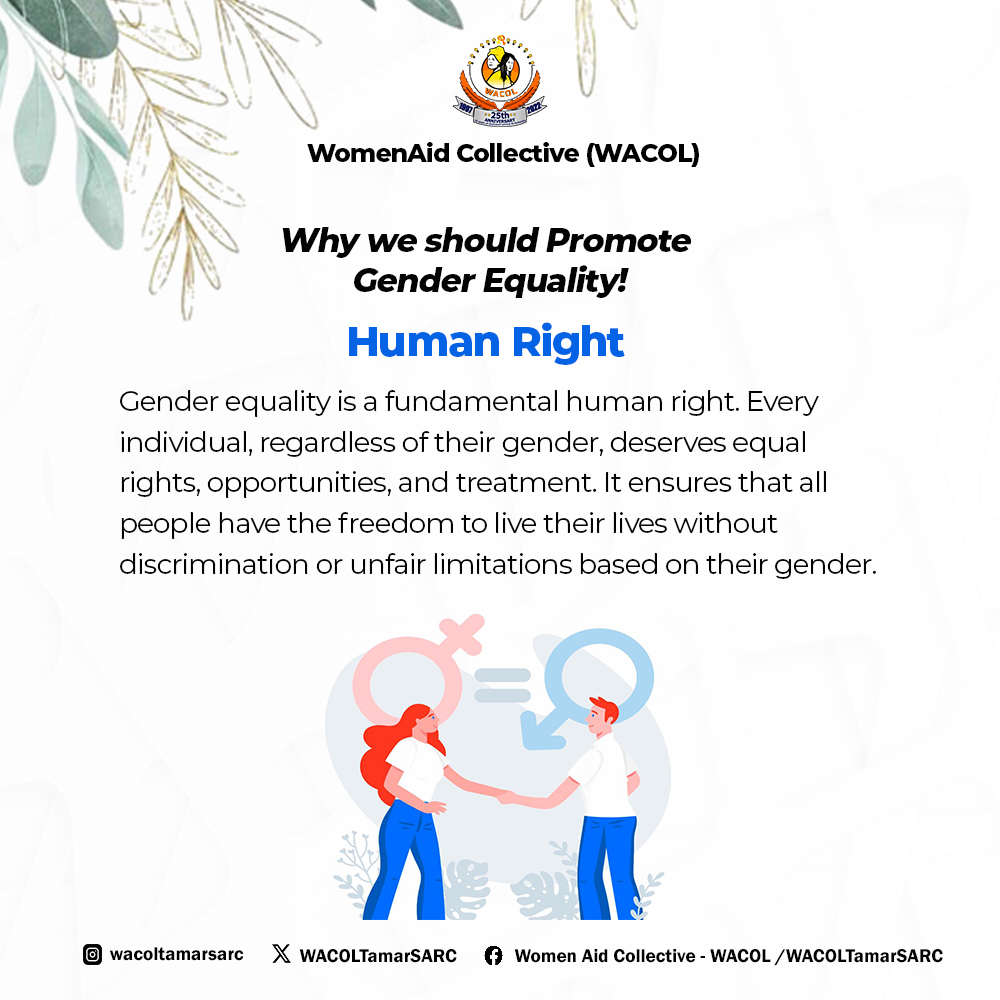 WACOL
1997 25th 2022
ANNIVERSARY
WomenAid Collective (WACOL)
Why we should Promote
Gender Equality!
Human Right
Gender equality is a fundamental human right. Every
individual, regardless of their gender, deserves equal
rights, opportunities, and treatment. It ensures that all
people have the freedom to live their lives without
discrimination or unfair limitations based on their gender.
wacoltamarsarc WACOLTamarSARC Women Aid Collective - WACOL /WACOLTamarSARC